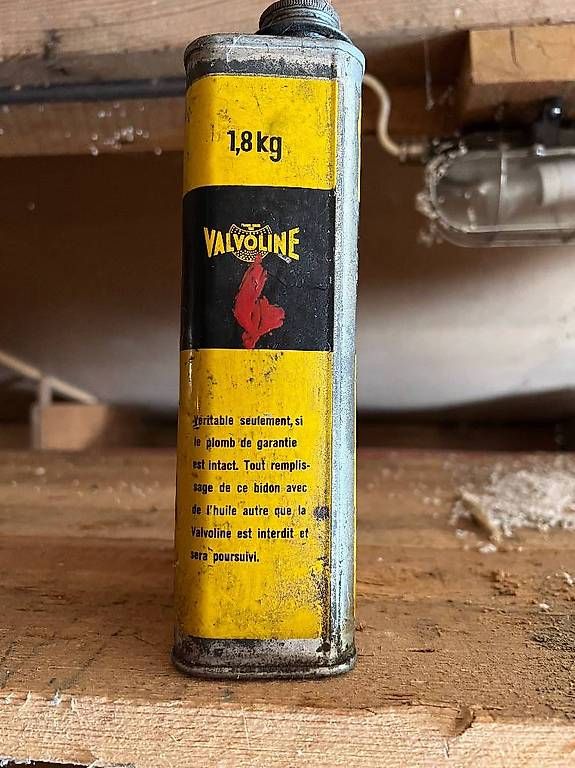 1,8 kg
VALVOLINE
Véritable seulement, si
le plomb de garantie
est intact. Tout remplis-
sage de ce bidon avec
de l'huile autre que la
Valvoline est interdit et
sera poursuivi.